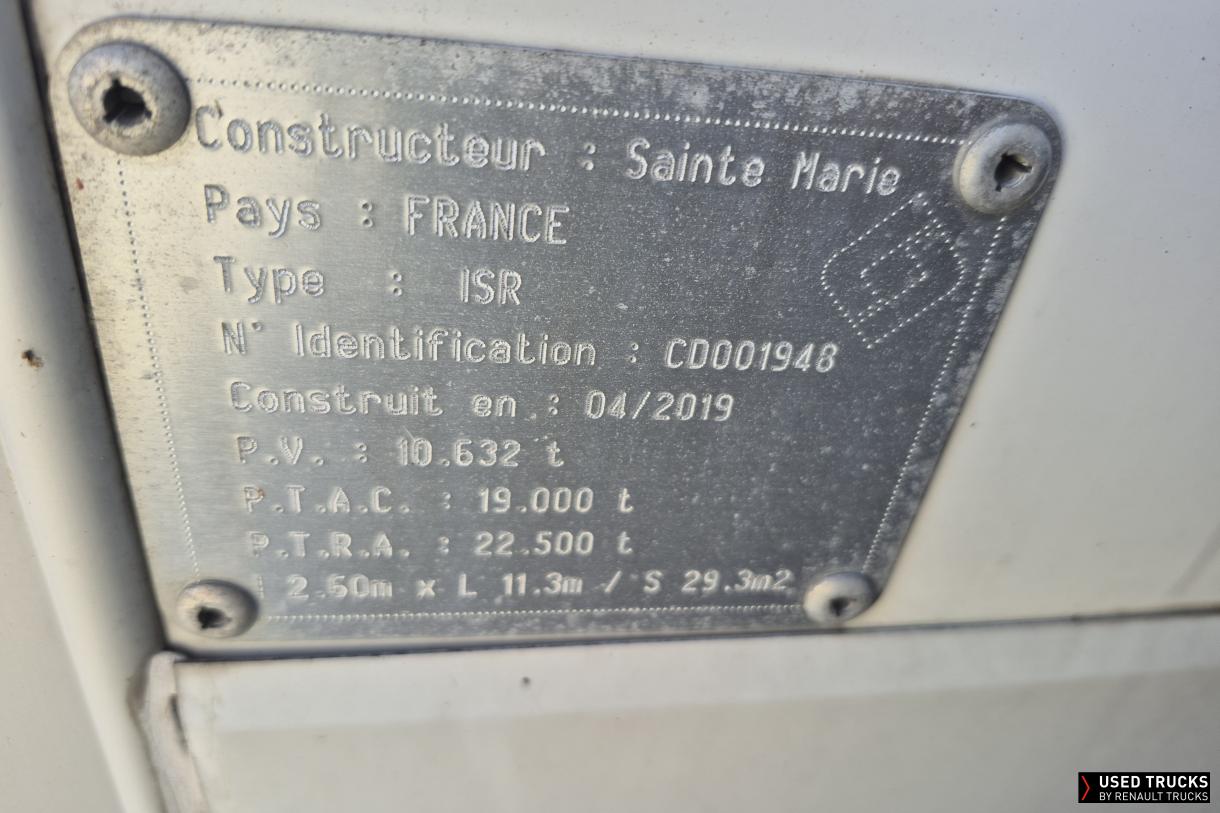 Constructeur : Sainte Marie
Pays : FRANCE
Type : ISR
N° Identification : CD001948
Construit en : 04/2019
P.V. : 10.632 t
P.T.A.C. : 19.000 t
P.T.R.A. : 22.500 t
l 2.60m x L 11.3m / S 29.3m2
USED TRUCKS
BY RENAULT TRUCKS